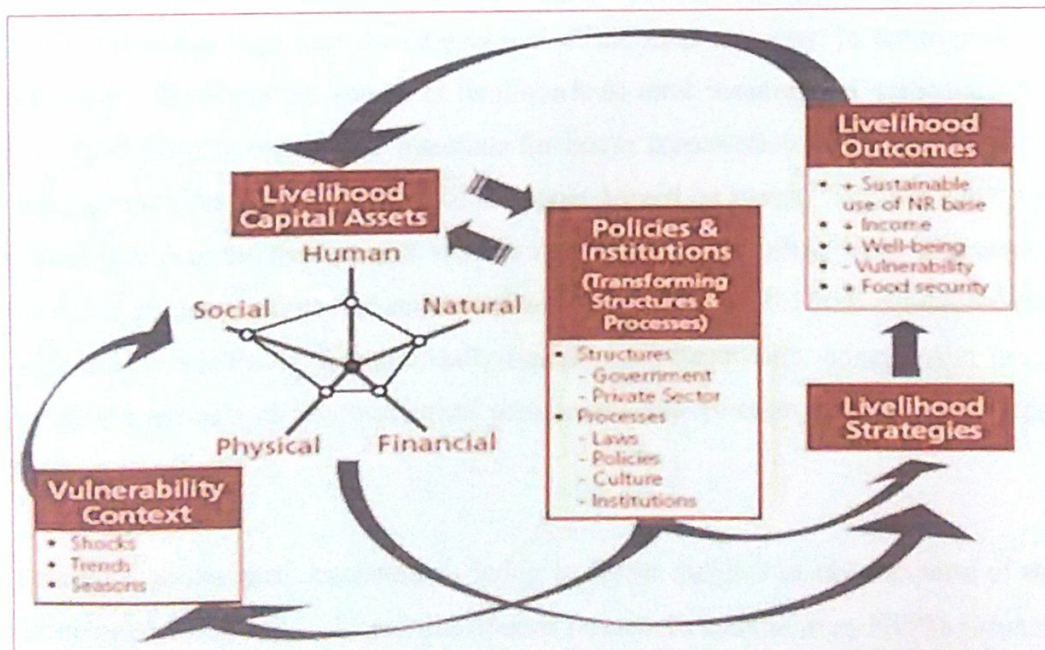 Livelihood
Outcomes
+ Sustainable
use of NR base
+ Income
+ Well-being
- Vulnerability
+ Food security
Livelihood
Capital Assets
Human
Social
Natural
Physical
Financial
Policies &
Institutions
(Transforming
Structures &
Processes)
• Structures
- Government
- Private Sector
• Processes
- Laws
- Policies
- Culture
- Institutions
Livelihood
Strategies
Vulnerability
Context
• Shocks
• Trends
• Seasons